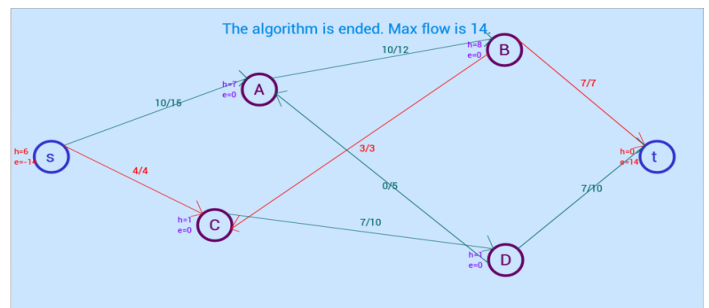 The algorithm is ended. Max flow is 14.
10/12
h=8
e=0
B
h=7
e=0
A
7/7
10/15
3/3
h=6
e=-14
s
h=0
e=14
t
4/4
0/5
7/10
h=1
e=0
C
7/10
h=1
e=0
D